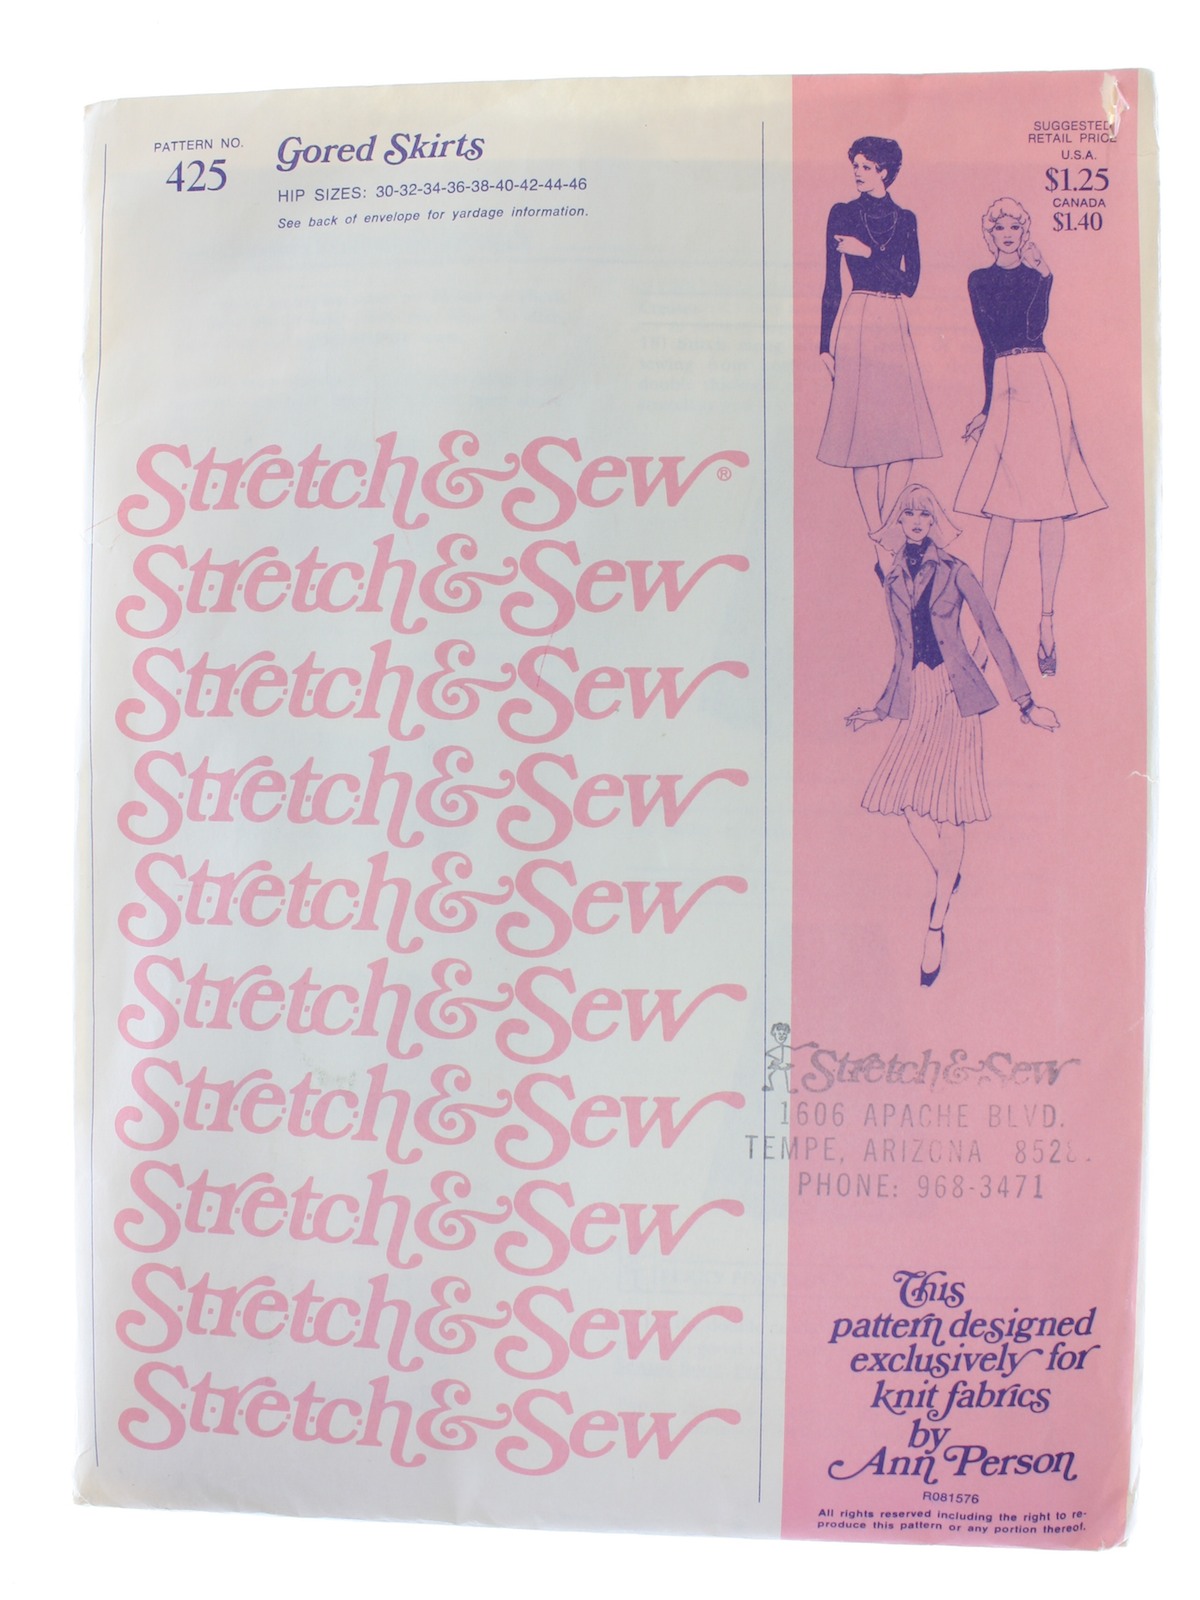 PATTERN NO.
425
Gored Skirts
HIP SIZES: 30-32-34-36-38-40-42-44-46
See back of envelope for yardage information.
SUGGESTED
RETAIL PRICE
U.S.A.
$1.25
CANADA
$1.40
Stretch & Sew®
Stretch & Sew
Stretch & Sew
Stretch & Sew
Stretch & Sew
Stretch & Sew
Stretch & Sew
Stretch & Sew
Stretch & Sew
Stretch & Sew
Stretch & Sew
1606 APACHE BLVD.
TEMPE, ARIZONA
PHONE: 968-3471
This
pattern designed
exclusively for
knit fabrics
by
Ann Person
R081576
All rights reserved including the right to re-
produce this pattern or any portion thereof.